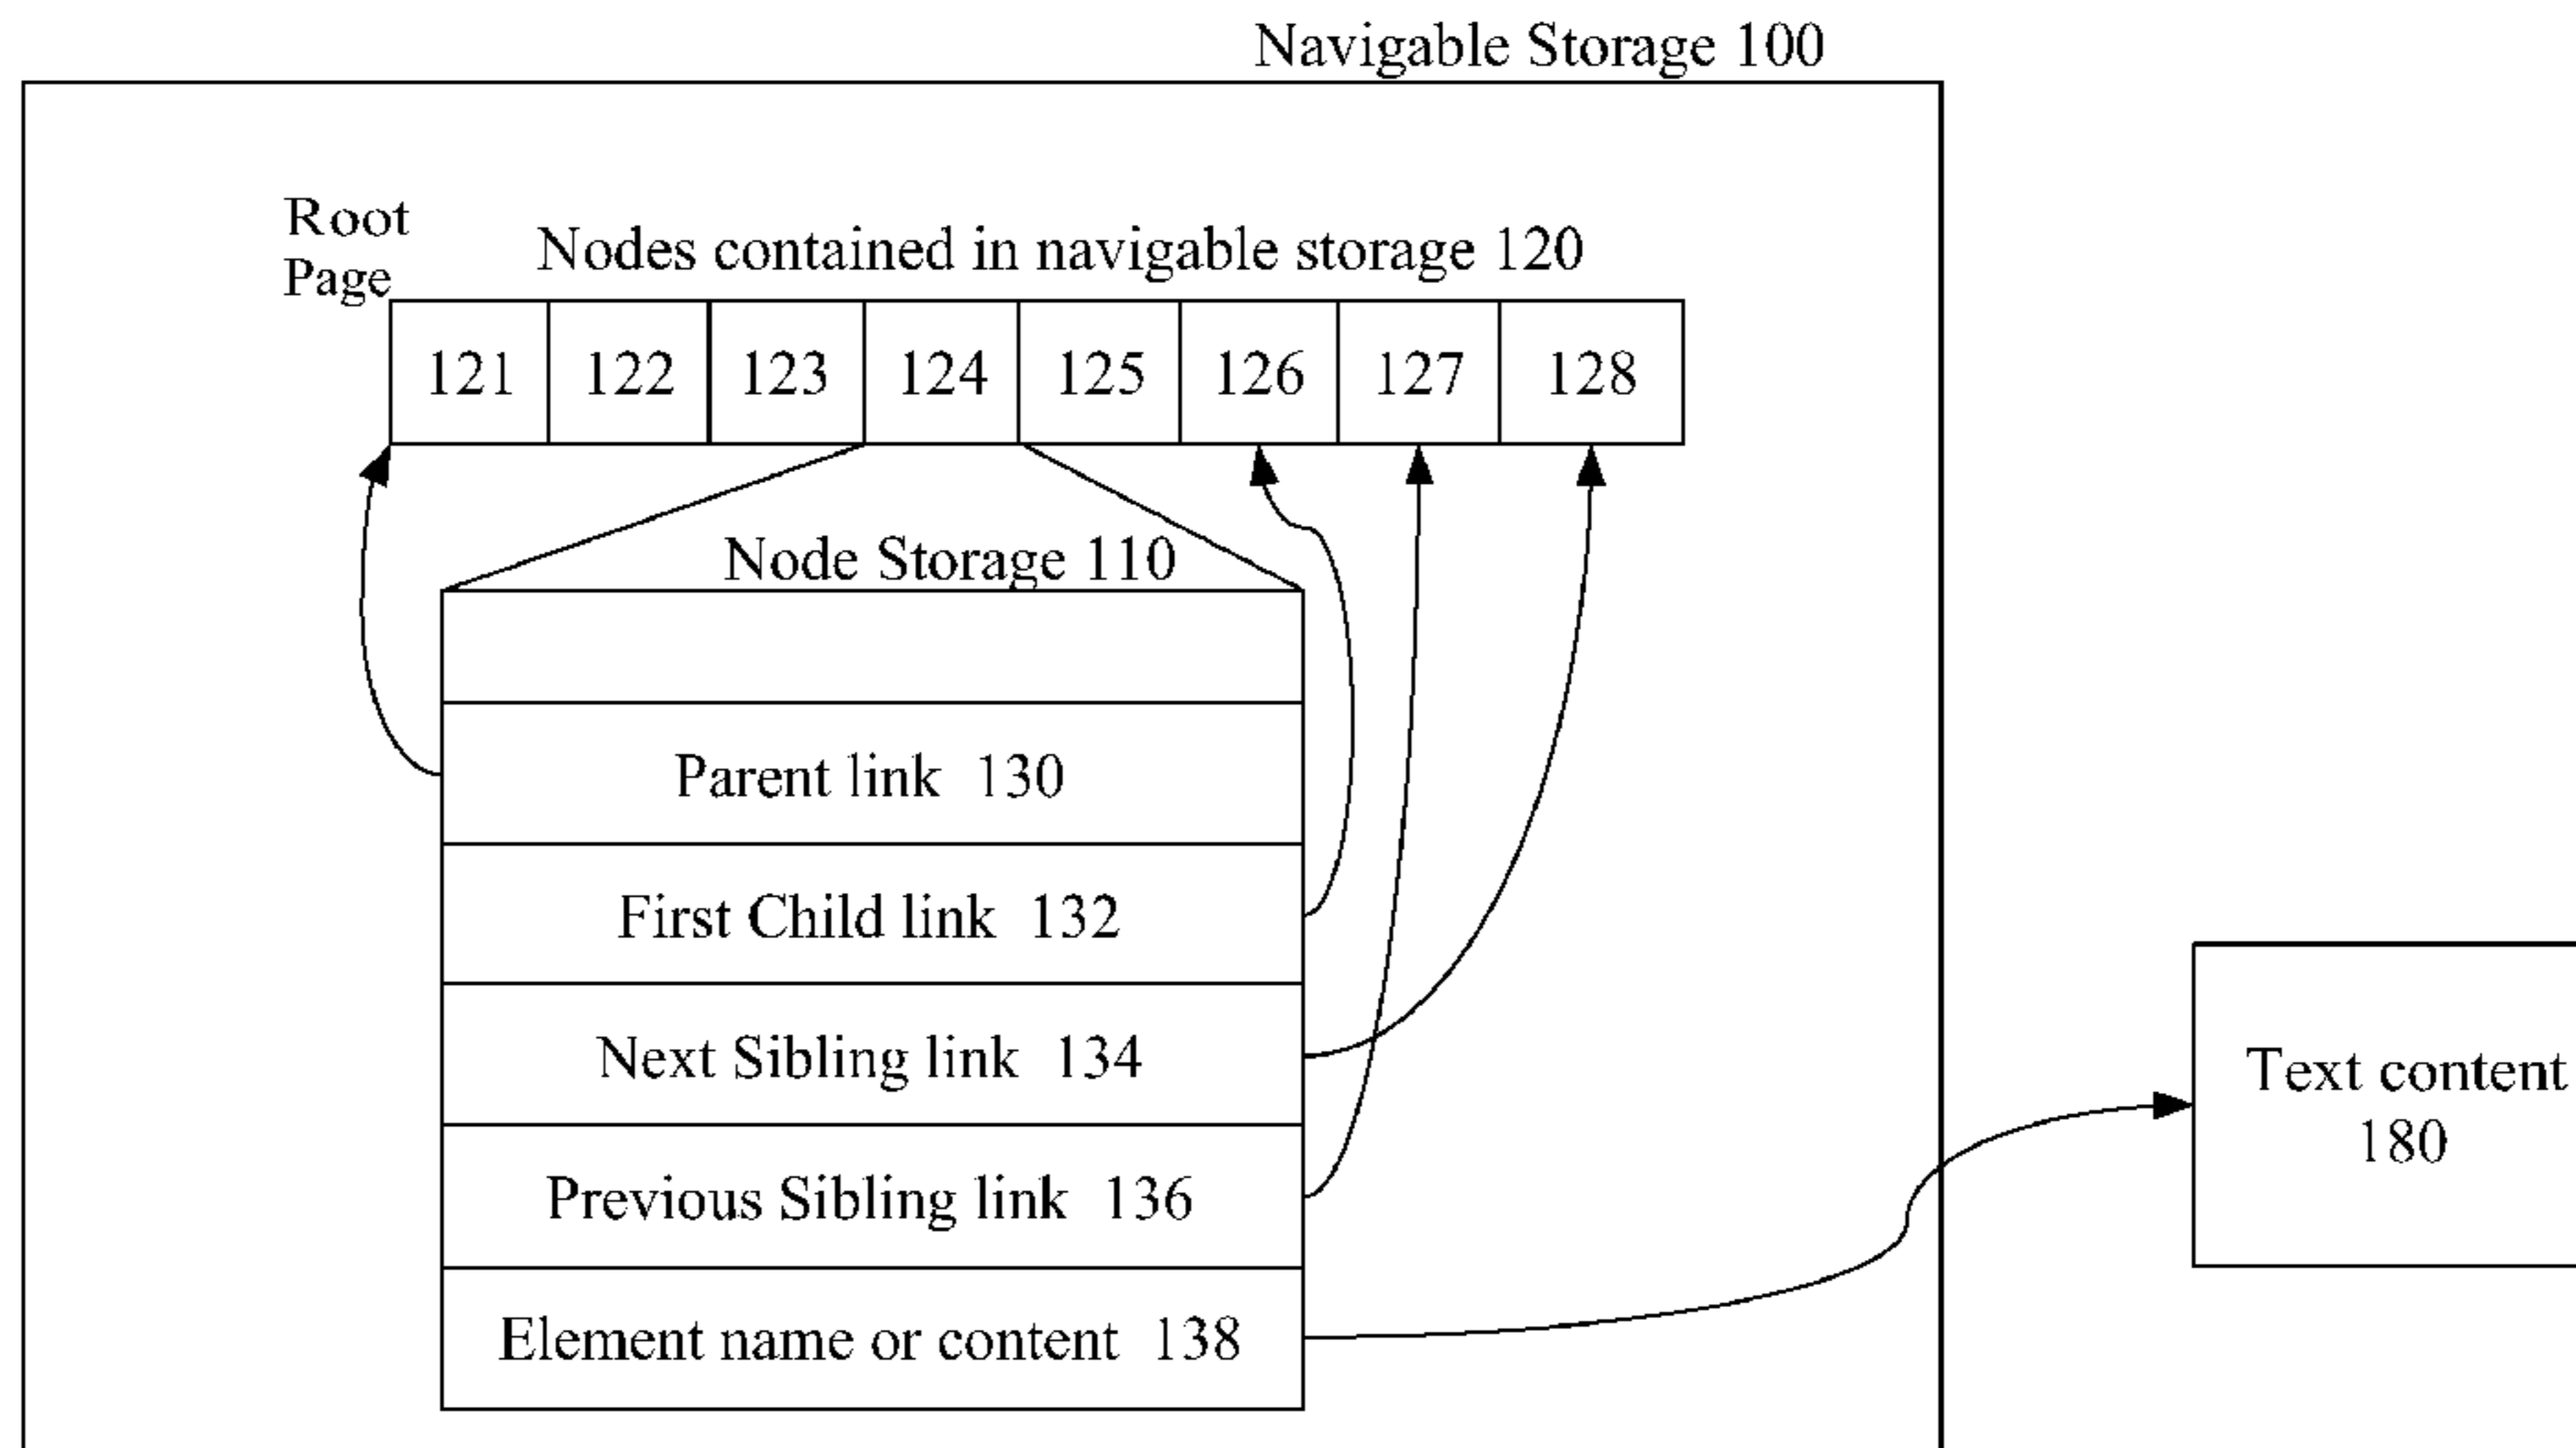 Navigable Storage 100
Root
Page
Nodes contained in navigable storage 120
121 122 123 124 125 126 127 128
Node Storage 110
Parent link 130
First Child link 132
Next Sibling link 134
Previous Sibling link 136
Element name or content 138
Text content
180